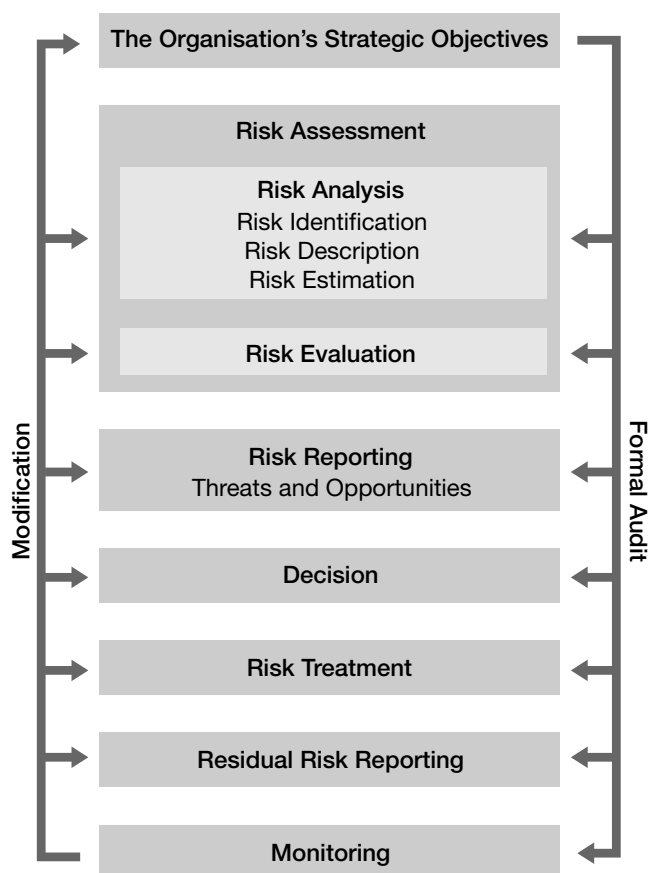 The Organisation’s Strategic Objectives
Risk Assessment
Risk Analysis
Risk Identification
Risk Description
Risk Estimation
Risk Evaluation
Modification
Formal Audit
Risk Reporting
Threats and Opportunities
Decision
Risk Treatment
Residual Risk Reporting
Monitoring